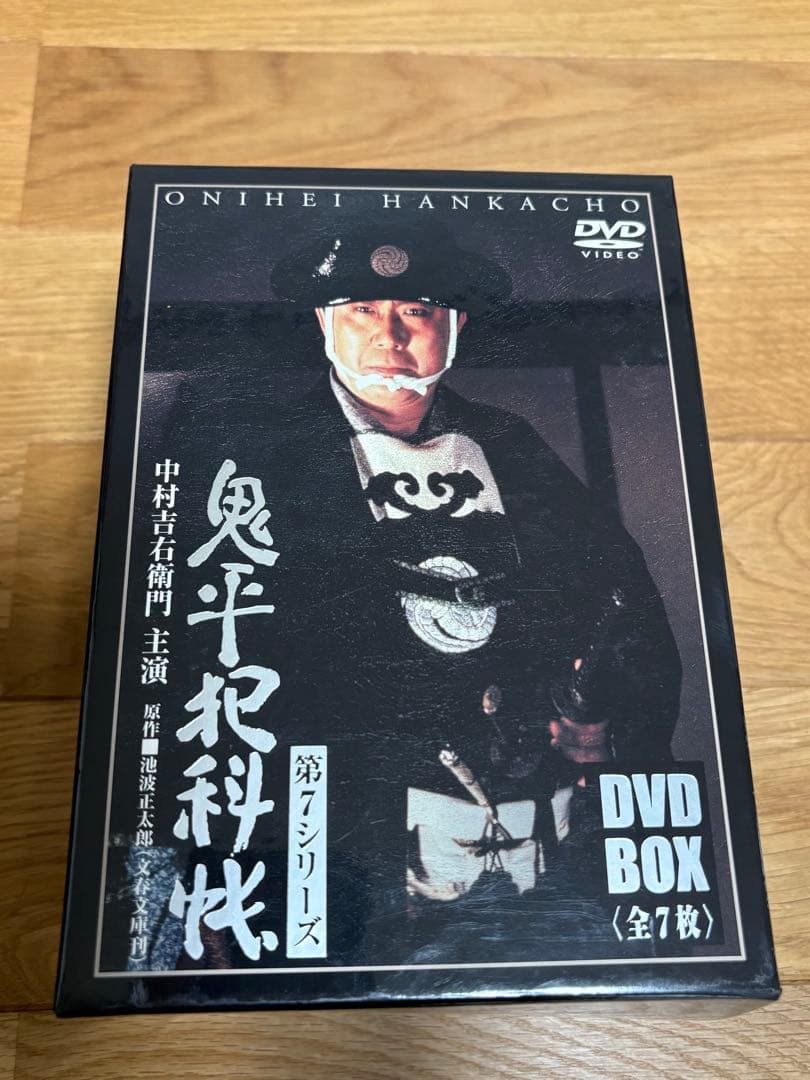 ONIHEI HANKACHO
DVD
VIDEO
鬼平犯科帳
中村吉右衛門 主演
原作■池波正太郎(文春文庫刊)
第7シリーズ
DVD
BOX
〈全7枚〉